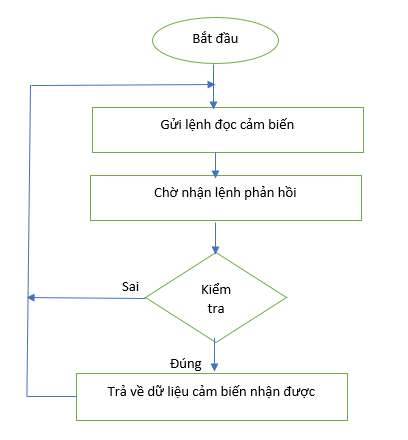 Bắt đầu
Gửi lệnh đọc cảm biến
Chờ nhận lệnh phản hồi
Sai
Kiểm
tra
Đúng
Trả về dữ liệu cảm biến nhận được